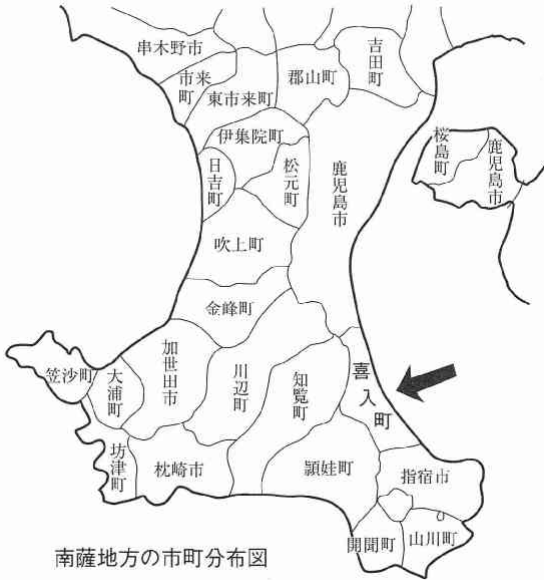 串木野市
市来町
東市来町
郡山町
吉田町
伊集院町
日吉町
松元町
鹿児島市
桜島町
鹿児島市
吹上町
金峰町
笠沙町
大浦町
加世田市
川辺町
知覧町
喜入町
坊津町
枕崎市
頴娃町
指宿市
開聞町
山川町
南薩地方の市町分布図